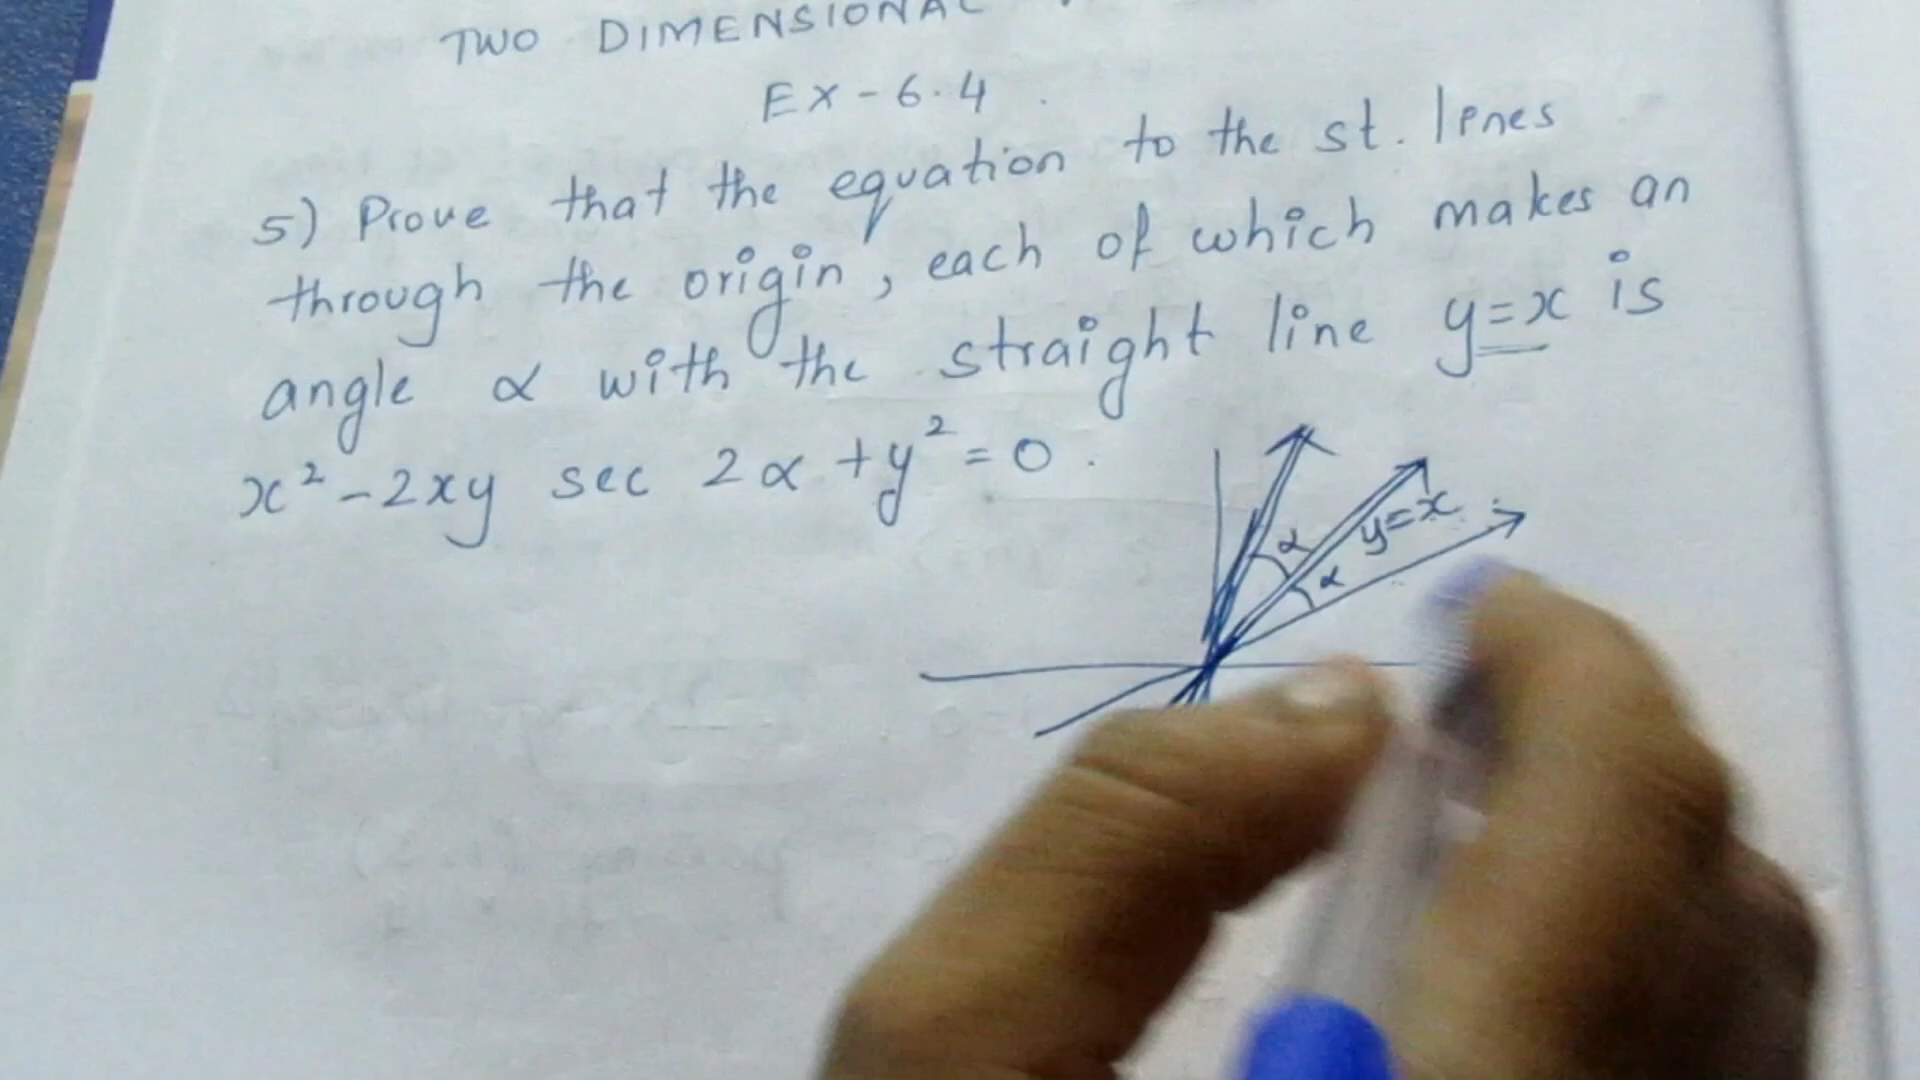 TWO DIMENSIONAL
EX-6.4
5) Prove that the equation to the st. lines
through the origin, each of which makes an
angle α with the straight line y=x is
x²-2xy sec 2α+y²=0.
α
y=x
α